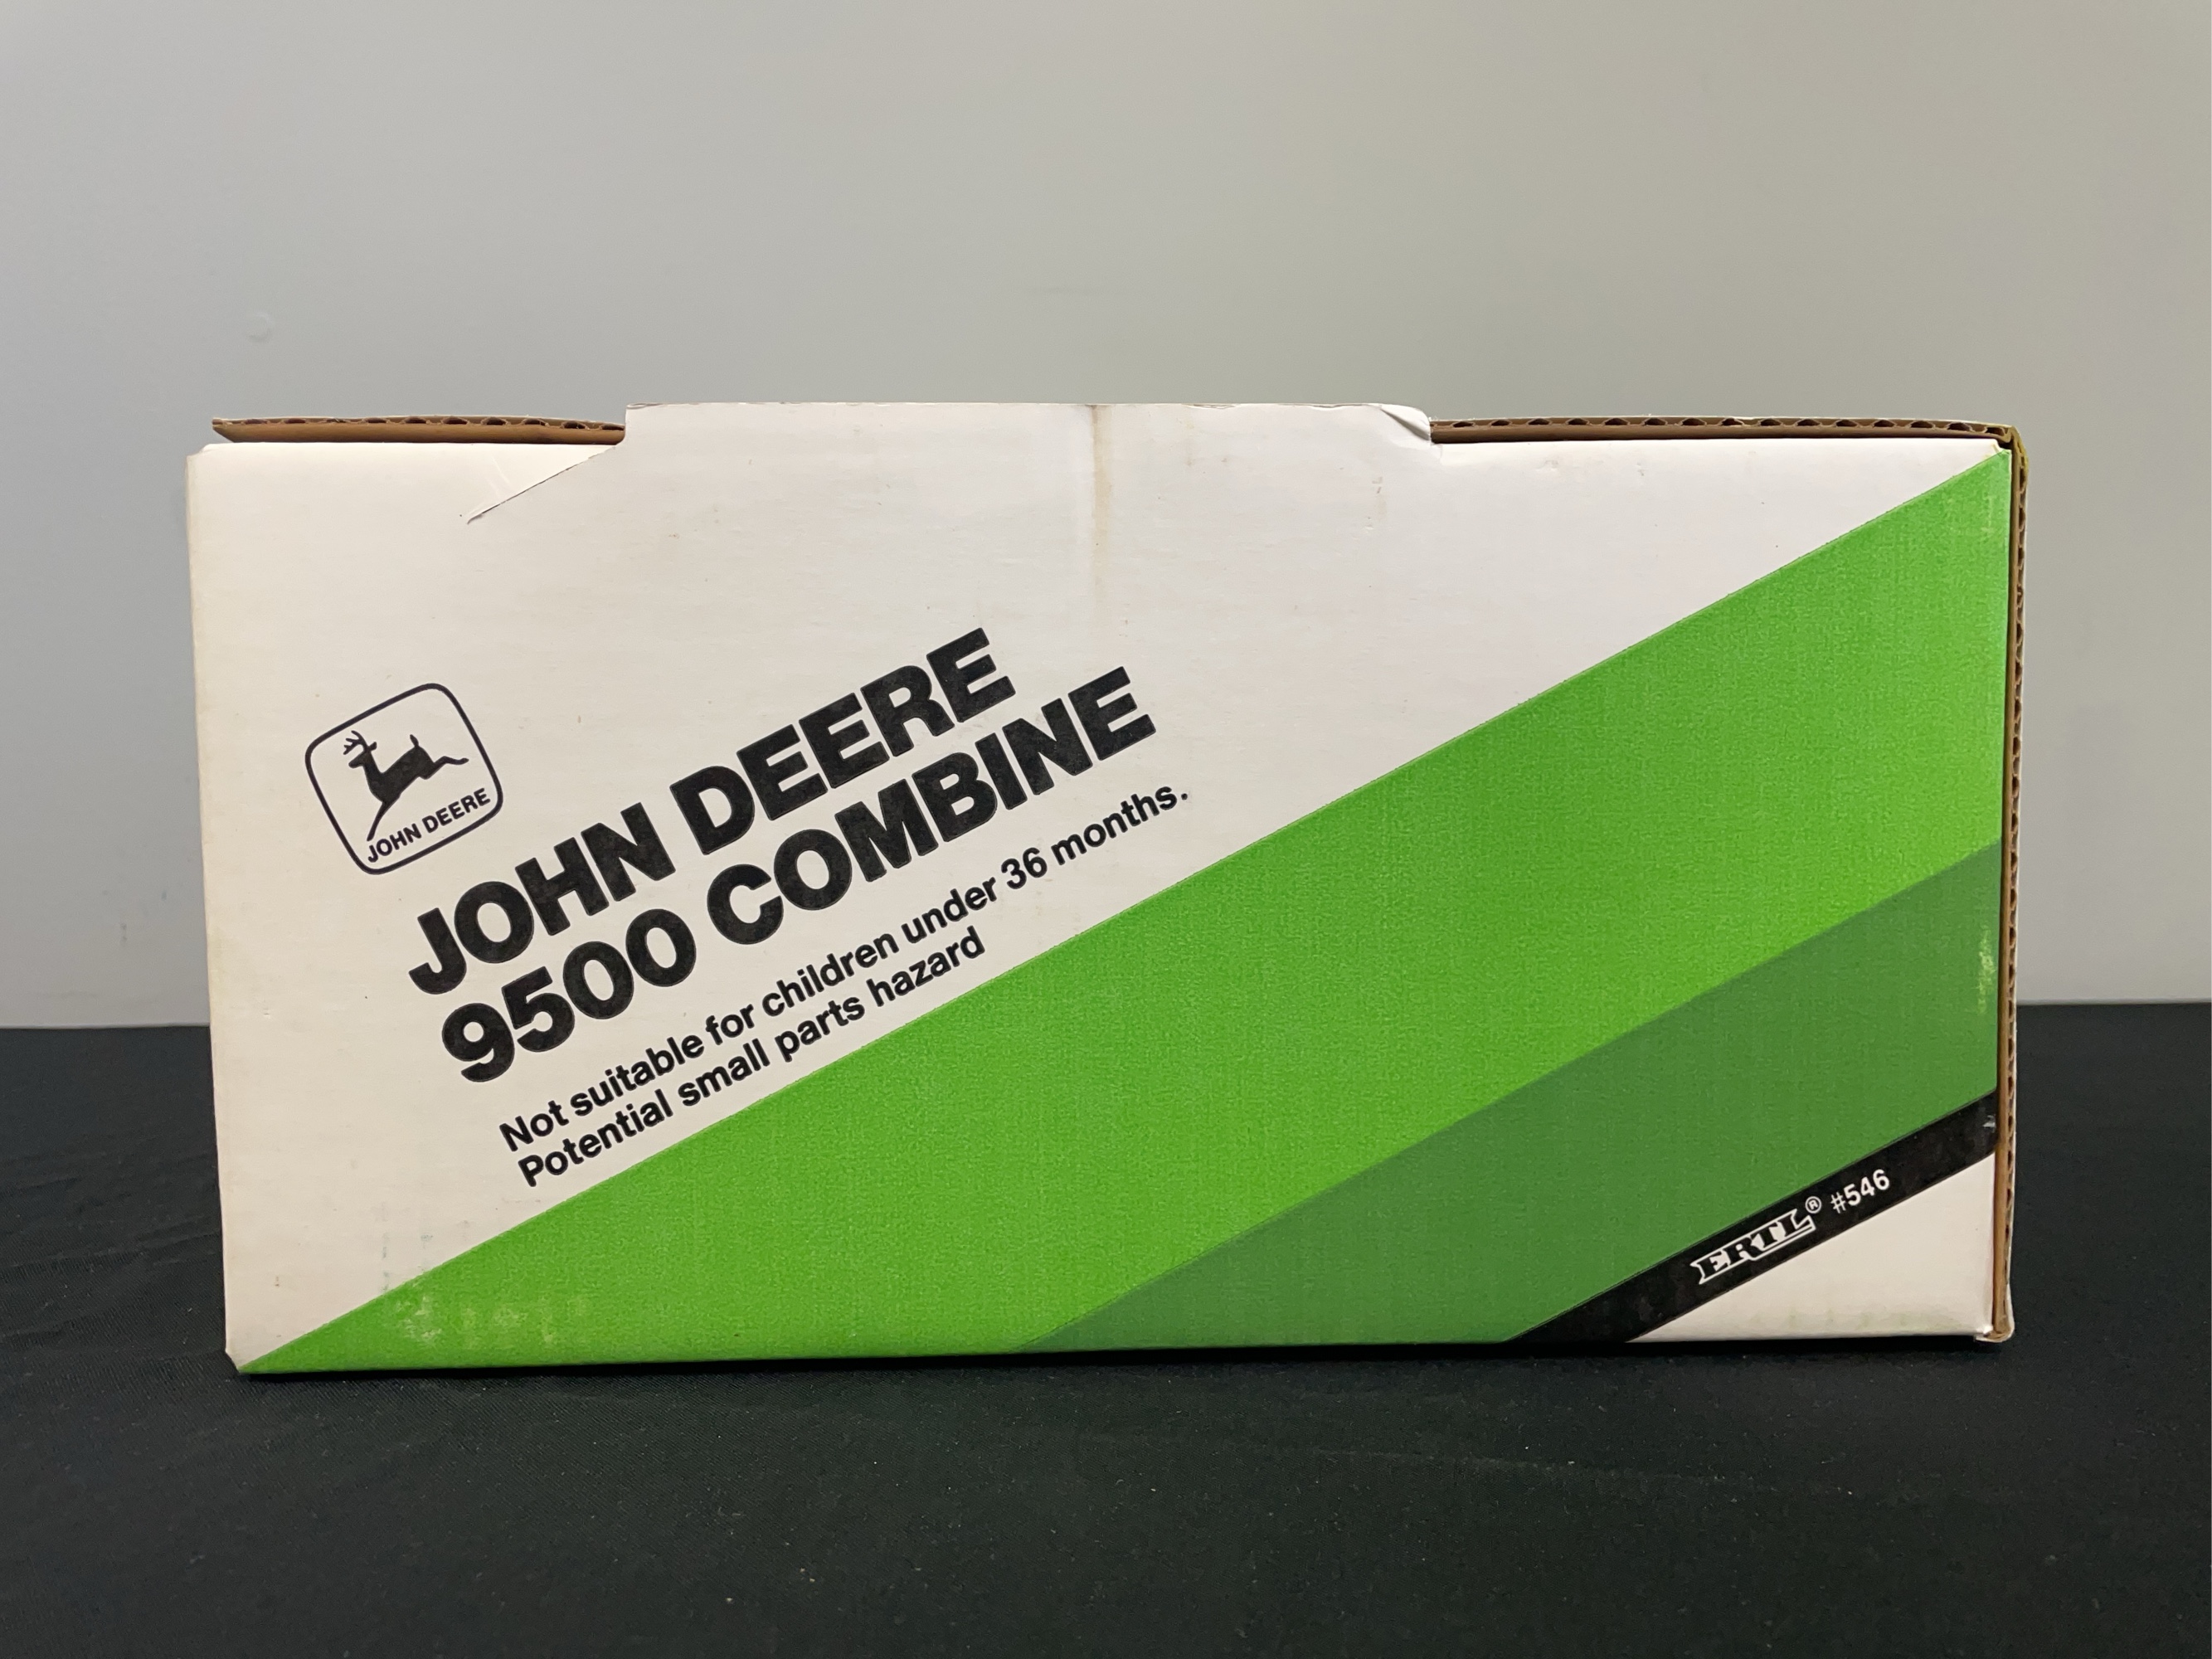 JOHN DEERE
JOHN DEERE
9500 COMBINE
Not suitable for children under 36 months.
Potential small parts hazard
ERTL® #546